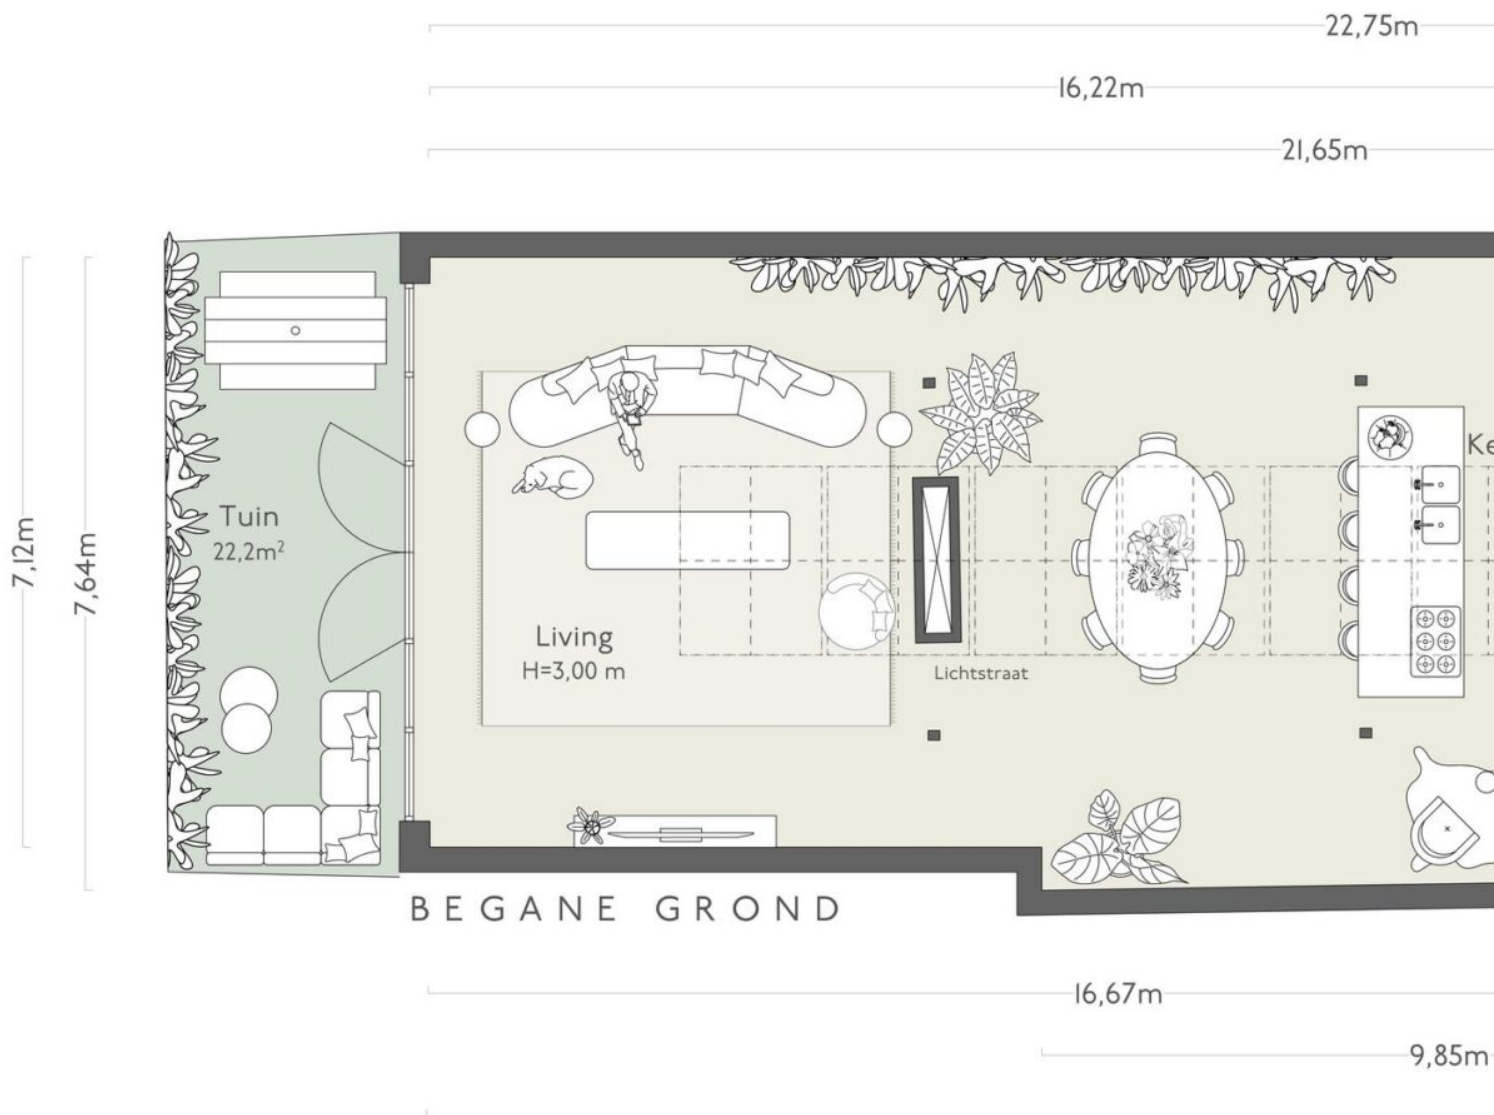 22,75m
16,22m
21,65m
Ke
7,12m
7,64m
Tuin
22,2m²
Living
H=3,00 m
Lichtstraat
BEGANE GROND
16,67m
9,85m